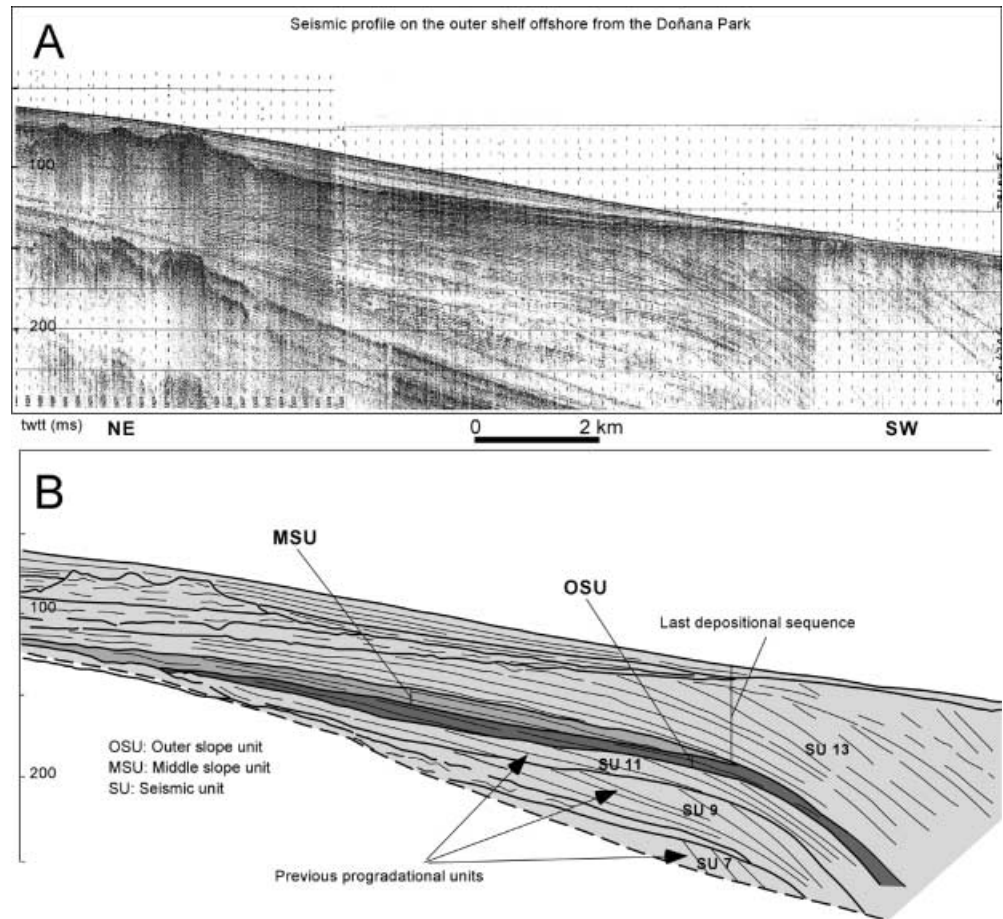 A
Seismic profile on the outer shelf offshore from the Doñana Park
100
200
twtt (ms)
NE
0
2 km
SW
B
MSU
OSU
Last depositional sequence
100
SU 13
OSU: Outer slope unit
MSU: Middle slope unit
SU: Seismic unit
SU 11
200
SU 9
SU 7
Previous progradational units